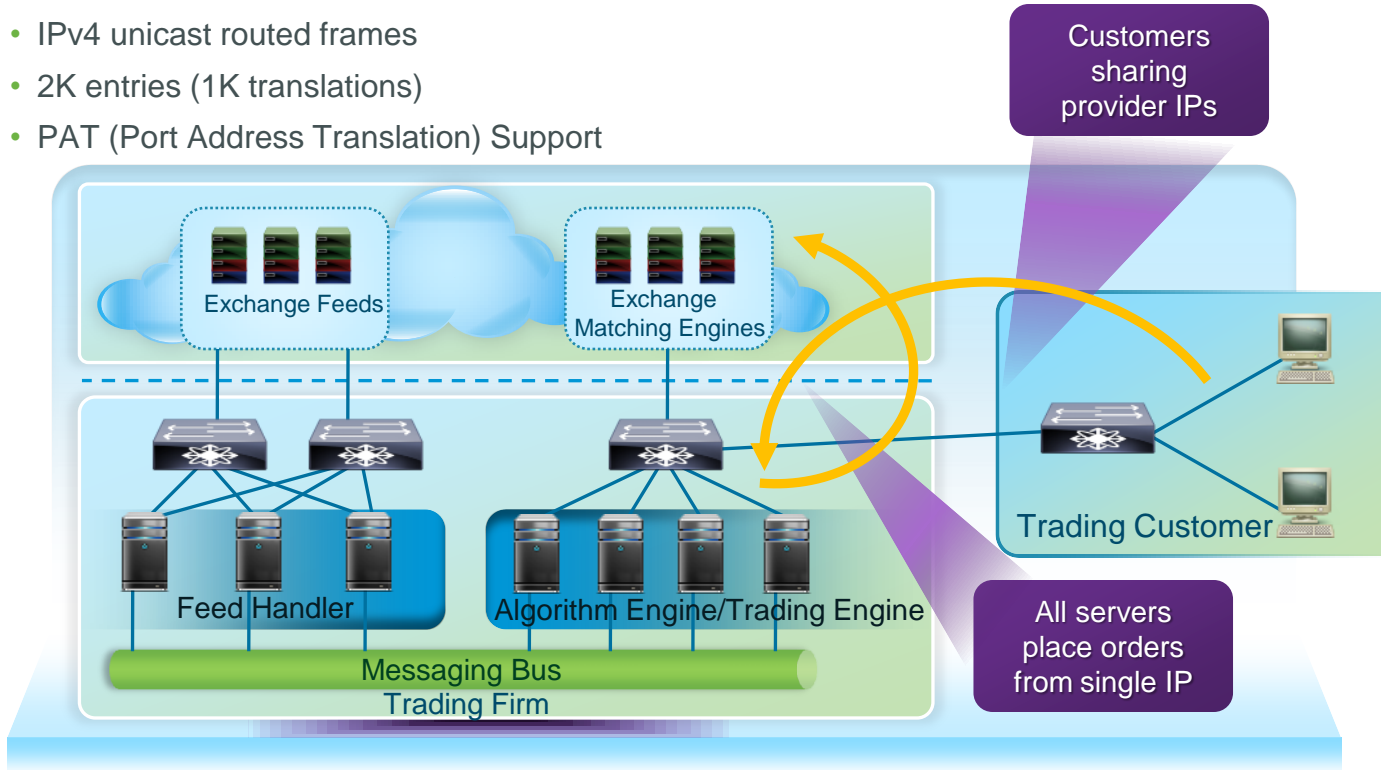 • IPv4 unicast routed frames
• 2K entries (1K translations)
• PAT (Port Address Translation) Support
Customers
sharing
provider IPs
Exchange Feeds
Exchange
Matching Engines
Trading Customer
Feed Handler
Algorithm Engine/Trading Engine
All servers
place orders
from single IP
Messaging Bus
Trading Firm